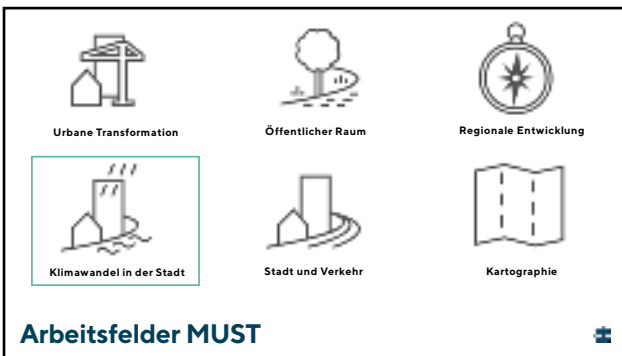 Urbane Transformation
Öffentlicher Raum
Regionale Entwicklung
Klimawandel in der Stadt
Stadt und Verkehr
Kartographie
Arbeitsfelder MUST